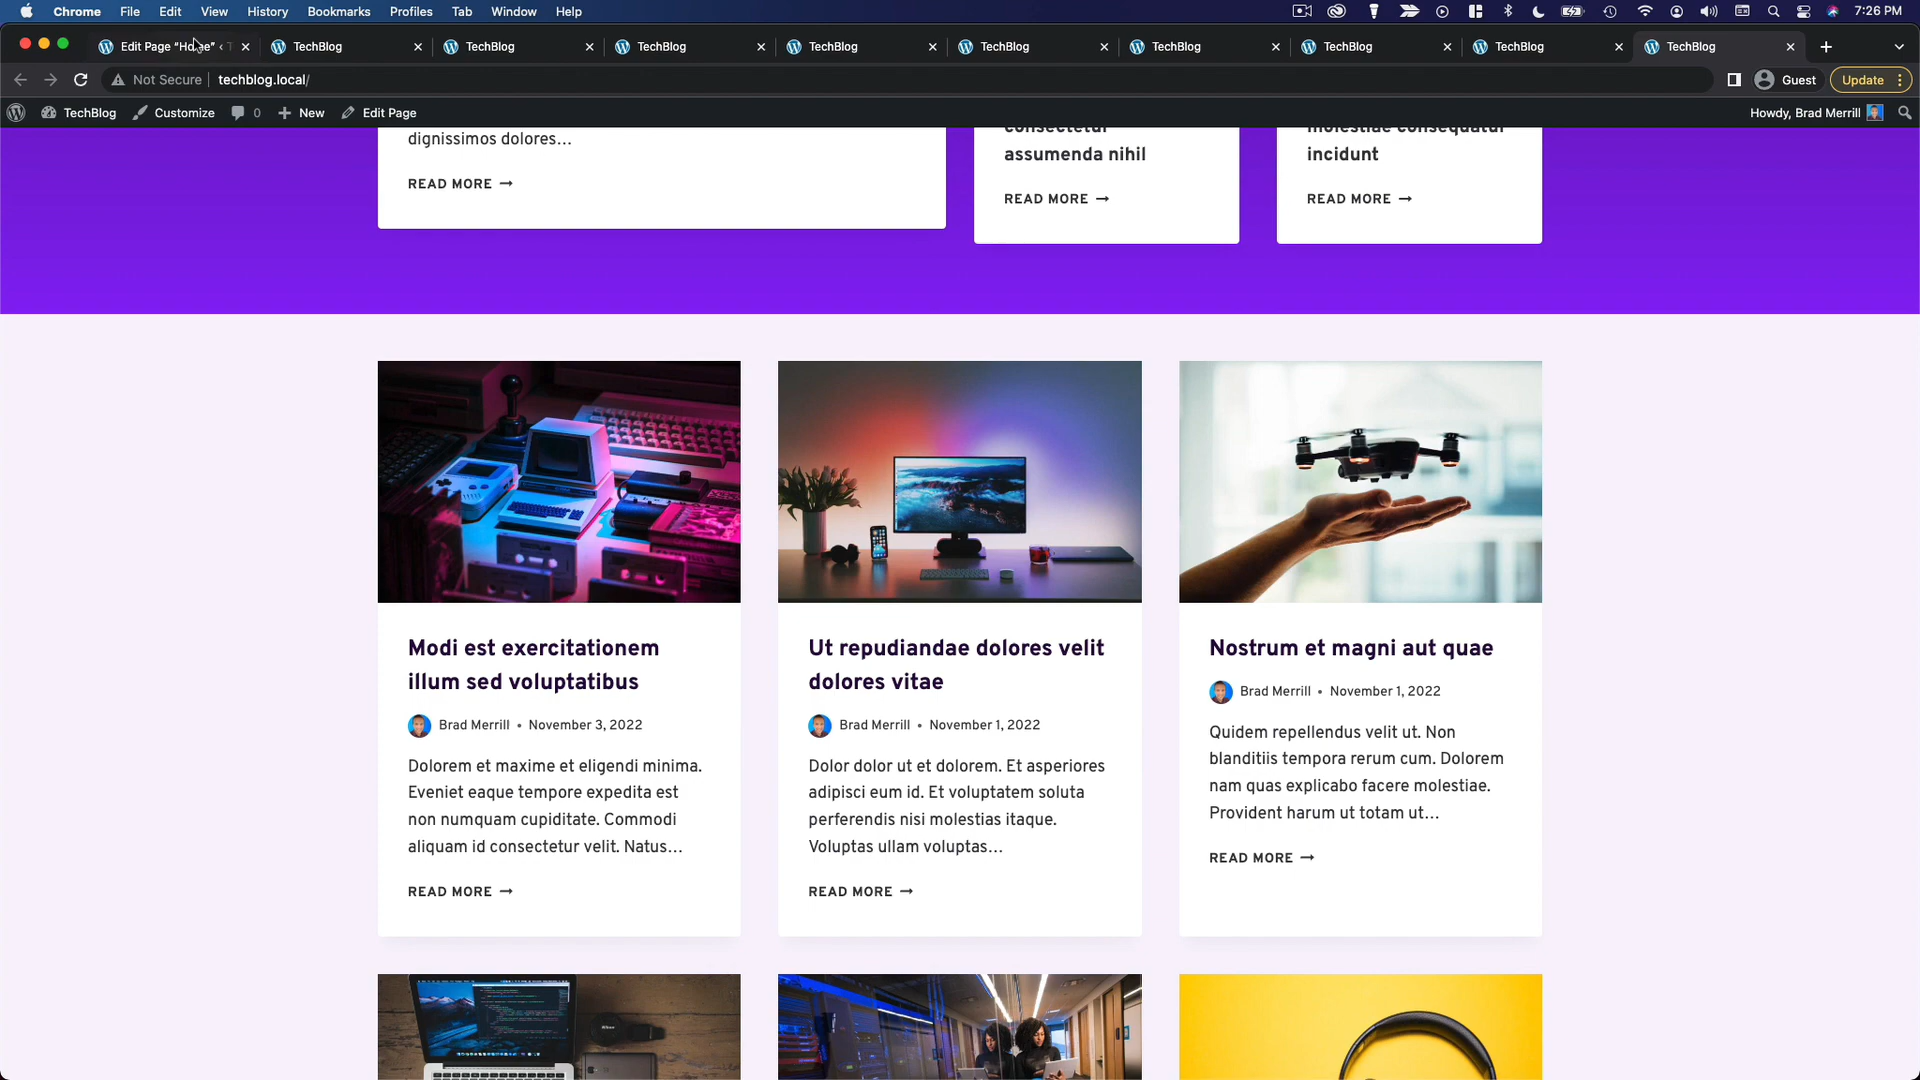 Chrome File Edit View History Bookmarks Profiles Tab Window Help 7:26 PM
Edit Page “Home” ‹ T TechBlog TechBlog TechBlog TechBlog TechBlog TechBlog TechBlog TechBlog TechBlog
Not Secure techblog.local/ Guest Update
TechBlog Customize 0 New Edit Page Howdy, Brad Merrill
dignissimos dolores…
READ MORE
consectetur
assumenda nihil
READ MORE
molestiae consequatur
incidunt
READ MORE
Modi est exercitationem
illum sed voluptatibus
Brad Merrill • November 3, 2022
Dolorem et maxime et eligendi minima.
Eveniet eaque tempore expedita est
non numquam cupiditate. Commodi
aliquam id consectetur velit. Natus…
READ MORE
Ut repudiandae dolores velit
dolores vitae
Brad Merrill • November 1, 2022
Dolor dolor ut et dolorem. Et asperiores
adipisci eum id. Et voluptatem soluta
perferendis nisi molestias itaque.
Voluptas ullam voluptas…
READ MORE
Nostrum et magni aut quae
Brad Merrill • November 1, 2022
Quidem repellendus velit ut. Non
blanditiis tempora rerum cum. Dolorem
nam quas explicabo facere molestiae.
Provident harum ut totam ut…
READ MORE